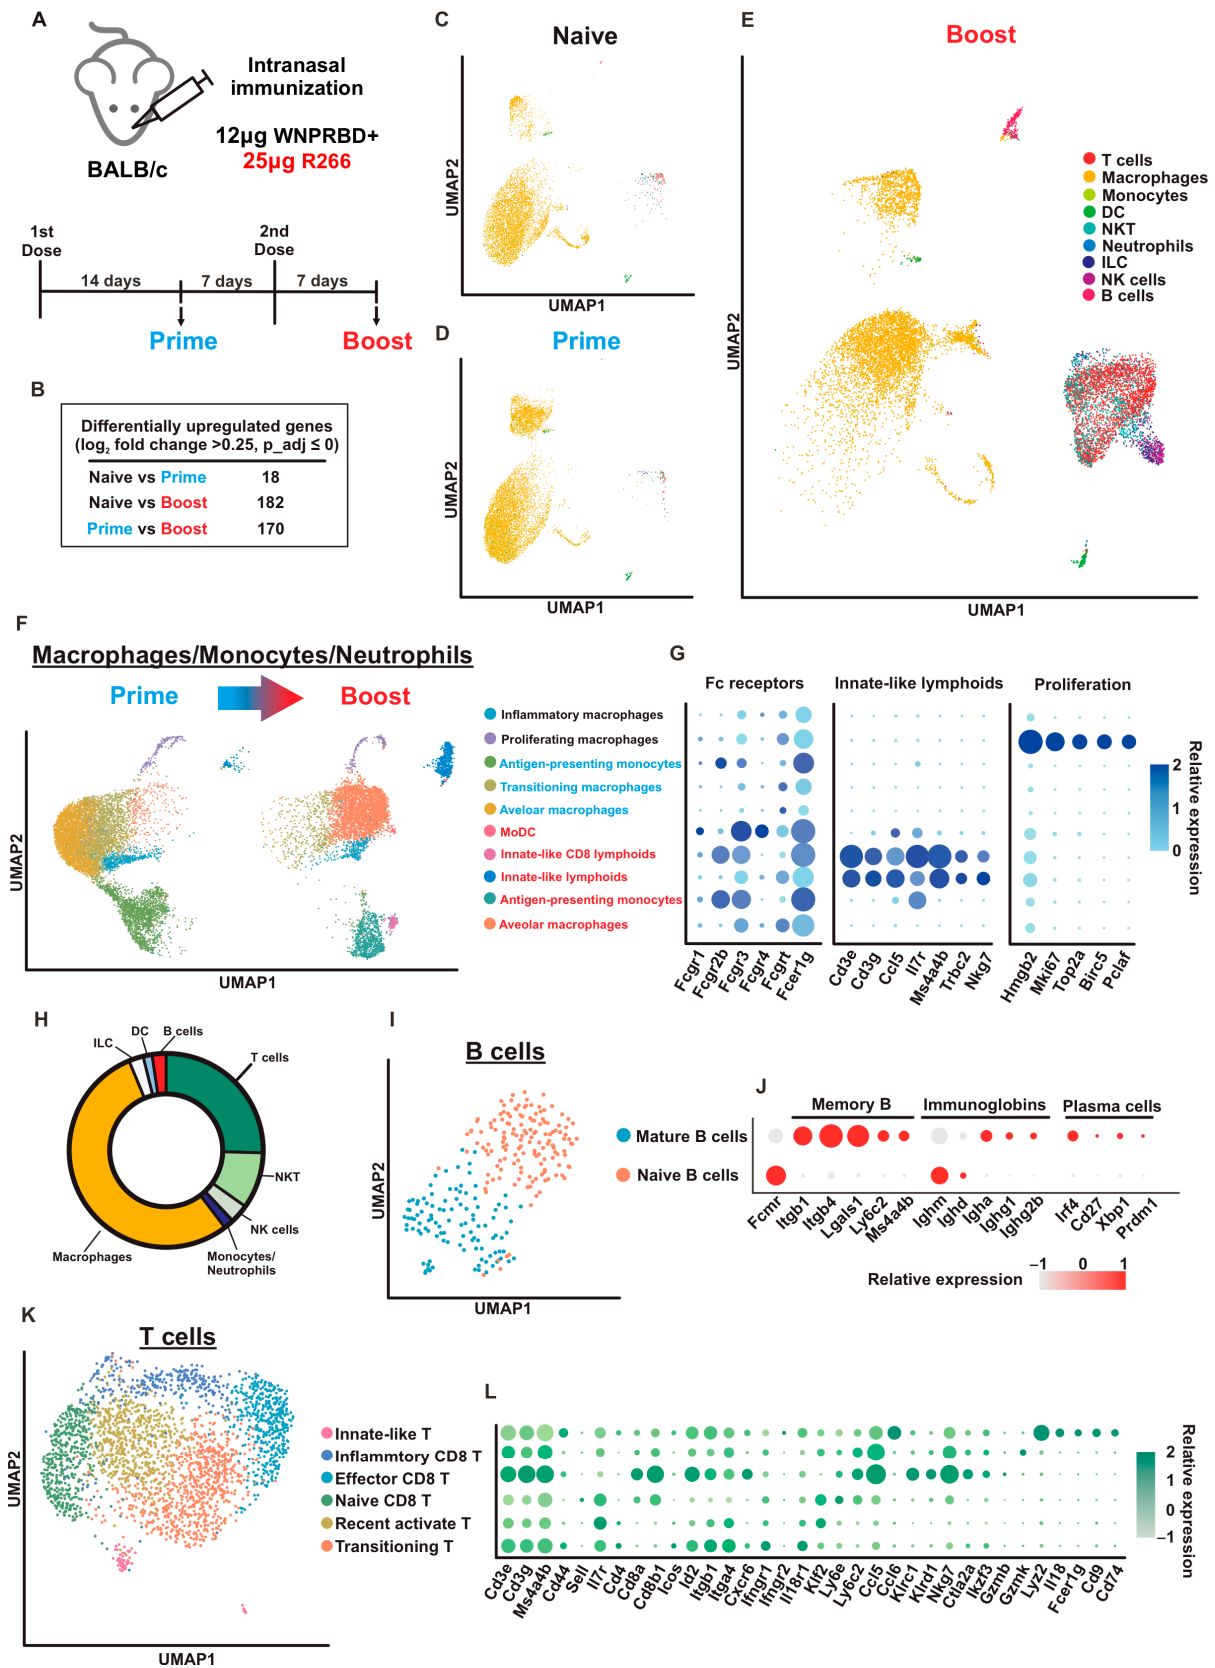 A
Intranasal
immunization
12μg WNPRBD+
25μg R266
BALB/c
1st
Dose
2nd
Dose
14 days
7 days
7 days
Prime
Boost
B
Differentially upregulated genes
(log2 fold change >0.25, p_adj ≤ 0)
Naive vs Prime 18
Naive vs Boost 182
Prime vs Boost 170
C
Naive
UMAP2
UMAP1
D
Prime
UMAP2
UMAP1
E
Boost
T cells
Macrophages
Monocytes
DC
NKT
Neutrophils
ILC
NK cells
B cells
UMAP2
UMAP1
F
Macrophages/Monocytes/Neutrophils
Prime
Boost
UMAP2
UMAP1
Inflammatory macrophages
Proliferating macrophages
Antigen-presenting monocytes
Transitioning macrophages
Aveloar macrophages
MoDC
Innate-like CD8 lymphoids
Innate-like lymphoids
Antigen-presenting monocytes
Aveolar macrophages
G
Fc receptors
Innate-like lymphoids
Proliferation
Fcgr1
Fcgr2b
Fcgr3
Fcgr4
Fcgrt
Fcer1g
Cd3e
Cd3g
Ccl5
Il7r
Ms4a4b
Trbc2
Nkg7
Hmgb2
Mki67
Top2a
Birc5
Pclaf
2
1
0
Relative expression
H
ILC
DC
B cells
T cells
NKT
NK cells
Monocytes/
Neutrophils
Macrophages
I
B cells
UMAP2
UMAP1
Mature B cells
Naive B cells
J
Memory B
Immunoglobins
Plasma cells
Fcmr
Itgb1
Itgb4
Lgals1
Ly6c2
Ms4a4b
Ighm
Ighd
Igha
Ighg1
Ighg2b
Irf4
Cd27
Xbp1
Prdm1
Relative expression
−1 0 1
K
T cells
UMAP2
UMAP1
Innate-like T
Inflammtory CD8 T
Effector CD8 T
Naive CD8 T
Recent activate T
Transitioning T
L
Cd3e
Cd3g
Ms4a4b
Cd44
Sell
Il7r
Cd4
Cd8a
Cd8b1
Icos
Id2
Itgb1
Itga4
Cxcr6
Ifngr1
Ifngr2
Il18r1
Klf2
Ly6e
Ly6c2
Ccl5
Ccl6
Klrc1
Klrd1
Nkg7
Ctla2a
Ikzf3
Gzmb
Gzmk
Lyz2
Il18
Fcer1g
Cd9
Cd74
2
1
0
−1
Relative expression